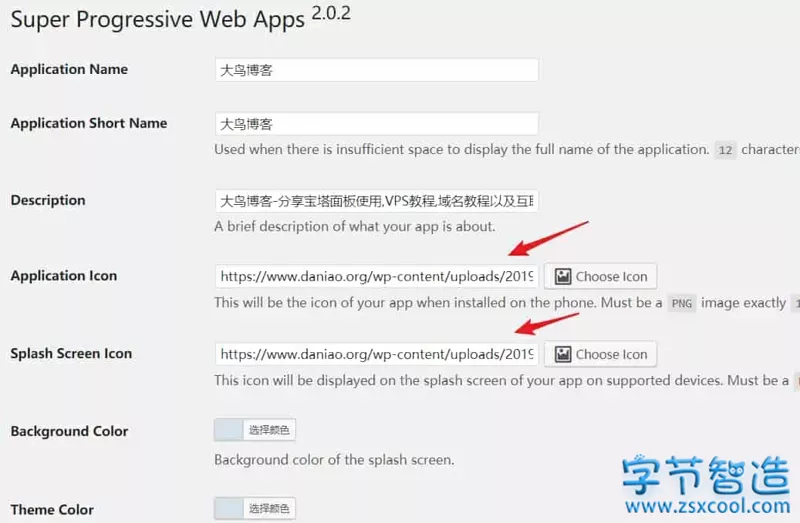 Super Progressive Web Apps 2.0.2
Application Name 大鸟博客
Application Short Name 大鸟博客
Used when there is insufficient space to display the full name of the application. 12 character
Description 大鸟博客-分享宝塔面板使用,VPS教程,域名教程以及互联
A brief description of what your app is about.
Application Icon https://www.daniao.org/wp-content/uploads/2019 Choose Icon
This will be the icon of your app when installed on the phone. Must be a PNG image exactly 1
Splash Screen Icon https://www.daniao.org/wp-content/uploads/2019 Choose Icon
This icon will be displayed on the splash screen of your app on supported devices. Must be a
Background Color 选择颜色
Background color of the splash screen.
字节智造
Theme Color 选择颜色
www.zsxcool.com